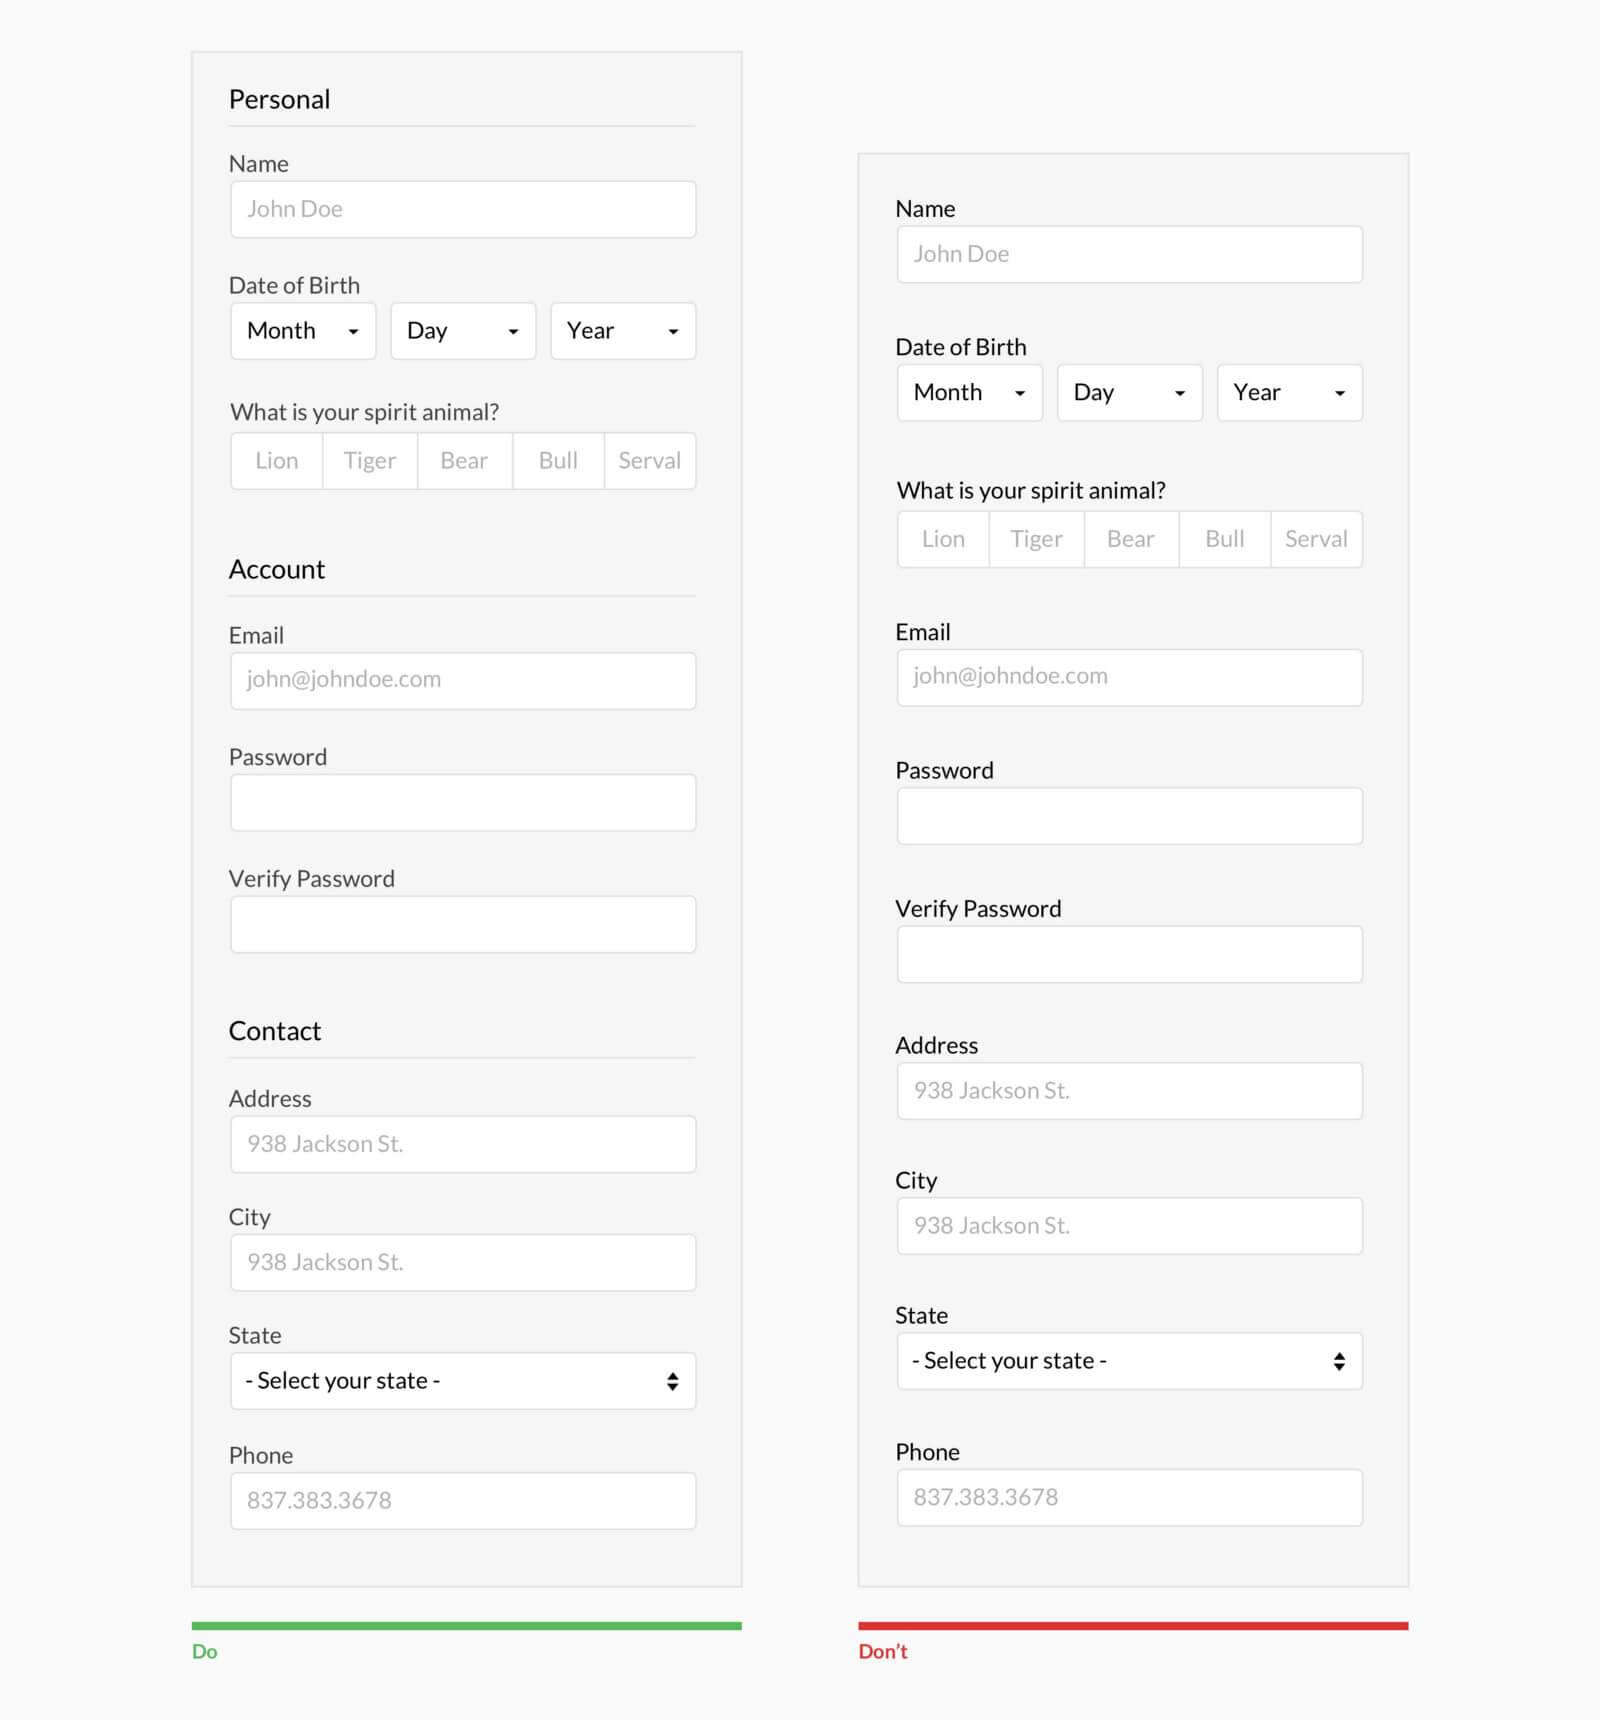 Personal
Name
John Doe
Date of Birth
Month Day Year
What is your spirit animal?
Lion Tiger Bear Bull Serval
Account
Email
john@johndoe.com
Password
Verify Password
Contact
Address
938 Jackson St.
City
938 Jackson St.
State
- Select your state -
Phone
837.383.3678
Do
Name
John Doe
Date of Birth
Month Day Year
What is your spirit animal?
Lion Tiger Bear Bull Serval
Email
john@johndoe.com
Password
Verify Password
Address
938 Jackson St.
City
938 Jackson St.
State
- Select your state -
Phone
837.383.3678
Don't